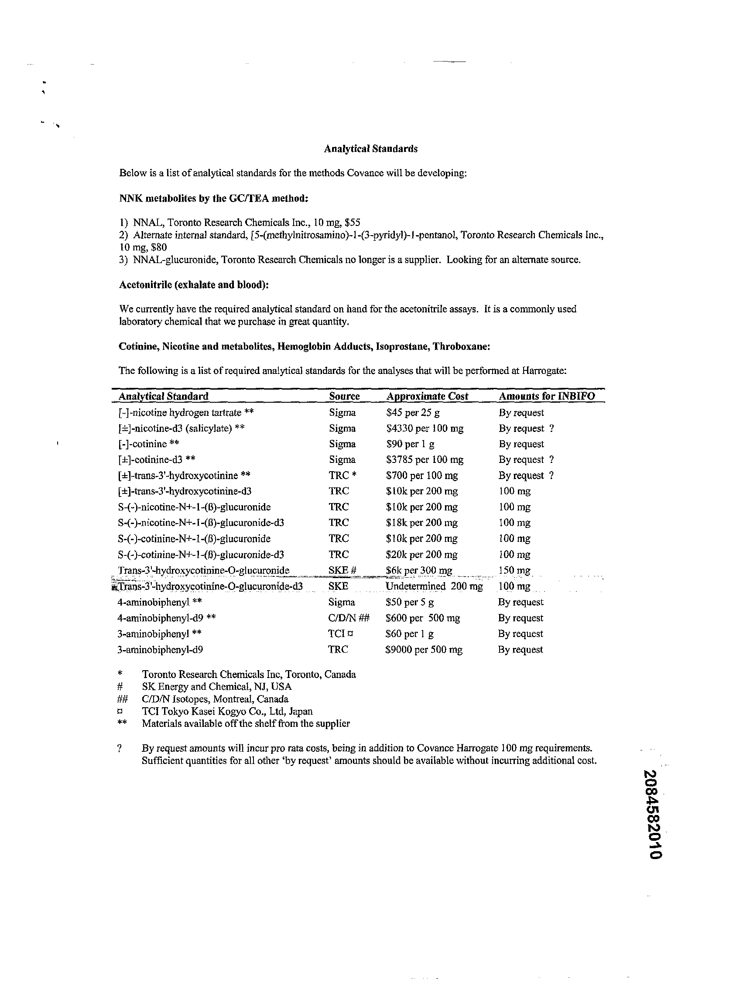 Analytical Standards
Below is a list of analytical standards for the methods Covance will be developing:
NNK metabolites by the GC/TEA method:
1) NNAL, Toronto Research Chemicals Inc., 10 mg, $55
2) Alternate internal standard, [5-(methylnitrosamino)-1-(3-pyridyl)-1-pentanol, Toronto Research Chemicals Inc.,
10 mg, $80
3) NNAL-glucuronide, Toronto Research Chemicals no longer is a supplier. Looking for an alternate source.
Acetonitrile (exhalate and blood):
We currently have the required analytical standard on hand for the acetonitrile assays. It is a commonly used
laboratory chemical that we purchase in great quantity.
Cotinine, Nicotine and metabolites, Hemoglobin Adducts, Isoprostane, Throboxane:
The following is a list of required analytical standards for the analyses that will be performed at Harrogate:
Analytical Standard Source Approximate Cost Amounts for INBIFO
[-]-nicotine hydrogen tartrate ** Sigma $45 per 25 g By request
[±]-nicotine-d3 (salicylate) ** Sigma $4330 per 100 mg By request ?
[-]-cotinine ** Sigma $90 per 1 g By request
[±]-cotinine-d3 ** Sigma $3785 per 100 mg By request ?
[±]-trans-3'-hydroxycotinine ** TRC * $700 per 100 mg By request ?
[±]-trans-3'-hydroxycotinine-d3 TRC $10k per 200 mg 100 mg
S-(-)-nicotine-N+-1-(ß)-glucuronide TRC $10k per 200 mg 100 mg
S-(-)-nicotine-N+-1-(ß)-glucuronide-d3 TRC $18k per 200 mg 100 mg
S-(-)-cotinine-N+-1-(ß)-glucuronide TRC $10k per 200 mg 100 mg
S-(-)-cotinine-N+-1-(ß)-glucuronide-d3 TRC $20k per 200 mg 100 mg
Trans-3'-hydroxycotinine-O-glucuronide SKE # $6k per 300 mg 150 mg
Trans-3'-hydroxycotinine-O-glucuronide-d3 SKE Undetermined 200 mg 100 mg
4-aminobiphenyl ** Sigma $50 per 5 g By request
4-aminobiphenyl-d9 ** C/D/N ## $600 per 500 mg By request
3-aminobiphenyl ** TCI ¤ $60 per 1 g By request
3-aminobiphenyl-d9 TRC $9000 per 500 mg By request
* Toronto Research Chemicals Inc, Toronto, Canada
# SK Energy and Chemical, NJ, USA
## C/D/N Isotopes, Montreal, Canada
¤ TCI Tokyo Kasei Kogyo Co., Ltd, Japan
** Materials available off the shelf from the supplier
? By request amounts will incur pro rata costs, being in addition to Covance Harrogate 100 mg requirements.
Sufficient quantities for all other 'by request' amounts should be available without incurring additional cost.
2084582010